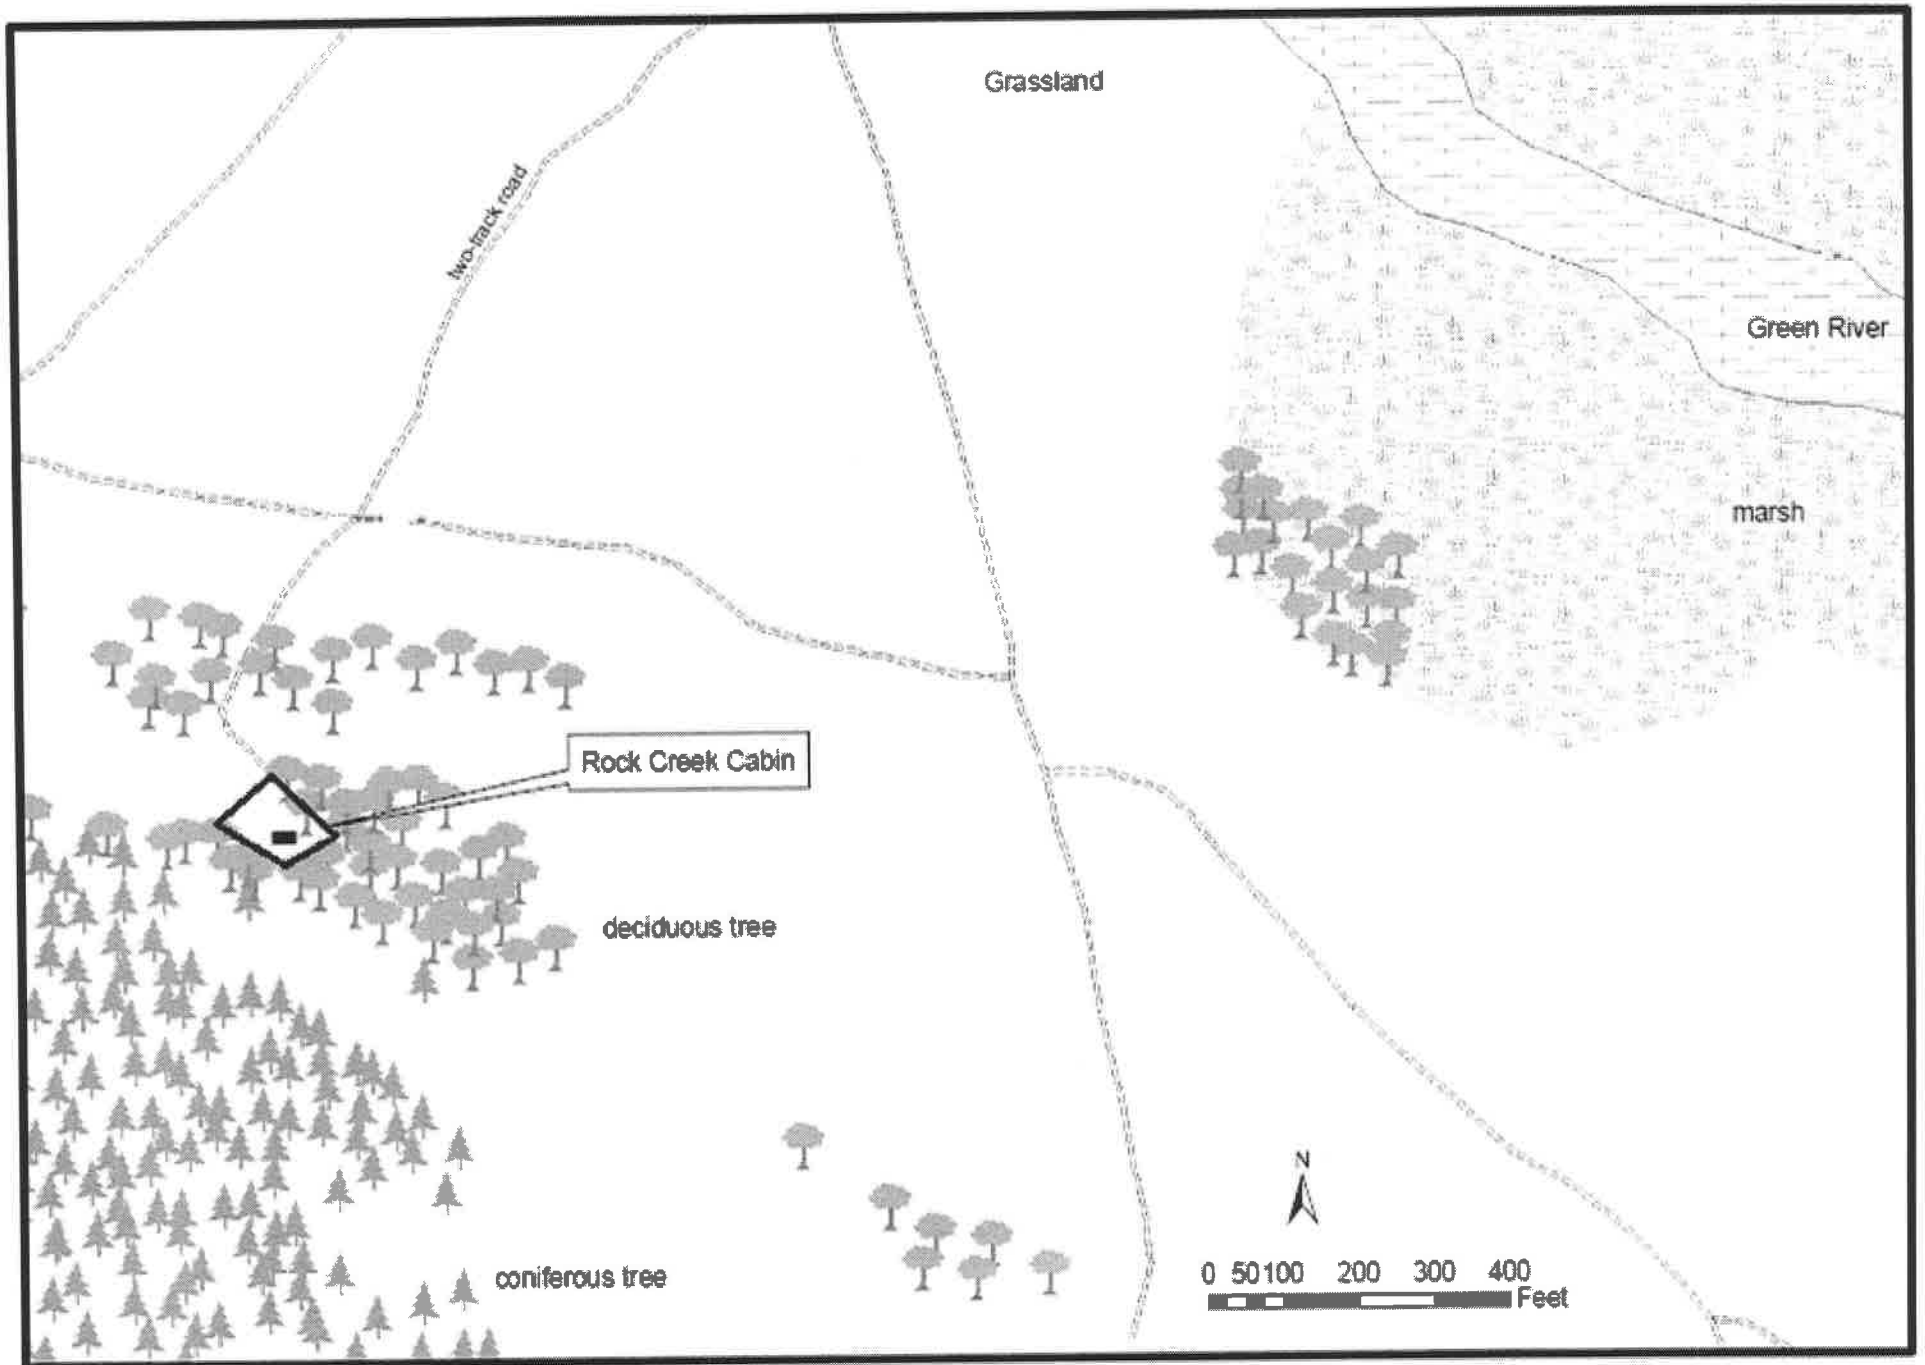 Grassland
two-track road
Green River
marsh
Rock Creek Cabin
deciduous tree
N
coniferous tree
0 50 100 200 300 400
Feet